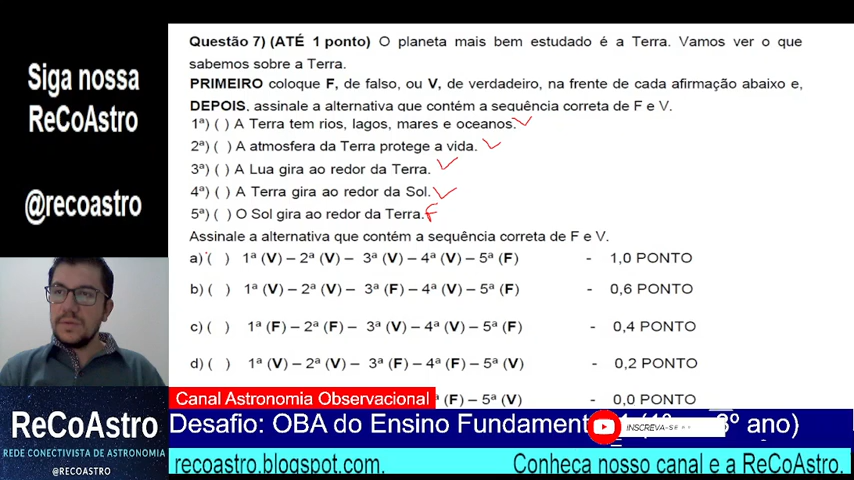 Siga nossa
ReCoAstro
@recoastro
Questão 7) (ATÉ 1 ponto) O planeta mais bem estudado é a Terra. Vamos ver o que
sabemos sobre a Terra.
PRIMEIRO coloque F, de falso, ou V, de verdadeiro, na frente de cada afirmação abaixo e,
DEPOIS, assinale a alternativa que contém a sequência correta de F e V.
1ª) ( ) A Terra tem rios, lagos, mares e oceanos. V
2ª) ( ) A atmosfera da Terra protege a vida. V
3ª) ( ) A Lua gira ao redor da Terra. V
4ª) ( ) A Terra gira ao redor da Sol. V
5ª) ( ) O Sol gira ao redor da Terra. F
Assinale a alternativa que contém a sequência correta de F e V.
a) ( ) 1ª (V) – 2ª (V) – 3ª (V) – 4ª (V) – 5ª (F) - 1,0 PONTO
b) ( ) 1ª (V) – 2ª (V) – 3ª (F) – 4ª (V) – 5ª (F) - 0,6 PONTO
c) ( ) 1ª (F) – 2ª (F) – 3ª (V) – 4ª (V) – 5ª (F) - 0,4 PONTO
d) ( ) 1ª (V) – 2ª (V) – 3ª (F) – 4ª (F) – 5ª (V) - 0,2 PONTO
ª (F) – 5ª (V) - 0,0 PONTO
Canal Astronomia Observacional
ReCoAstro
REDE CONECTIVISTA DE ASTRONOMIA
@RECOASTRO
Desafio: OBA do Ensino Fundament 3º ano)
INSCREVA-SE
recoastro.blogspot.com. Conheça nosso canal e a ReCoAstro.